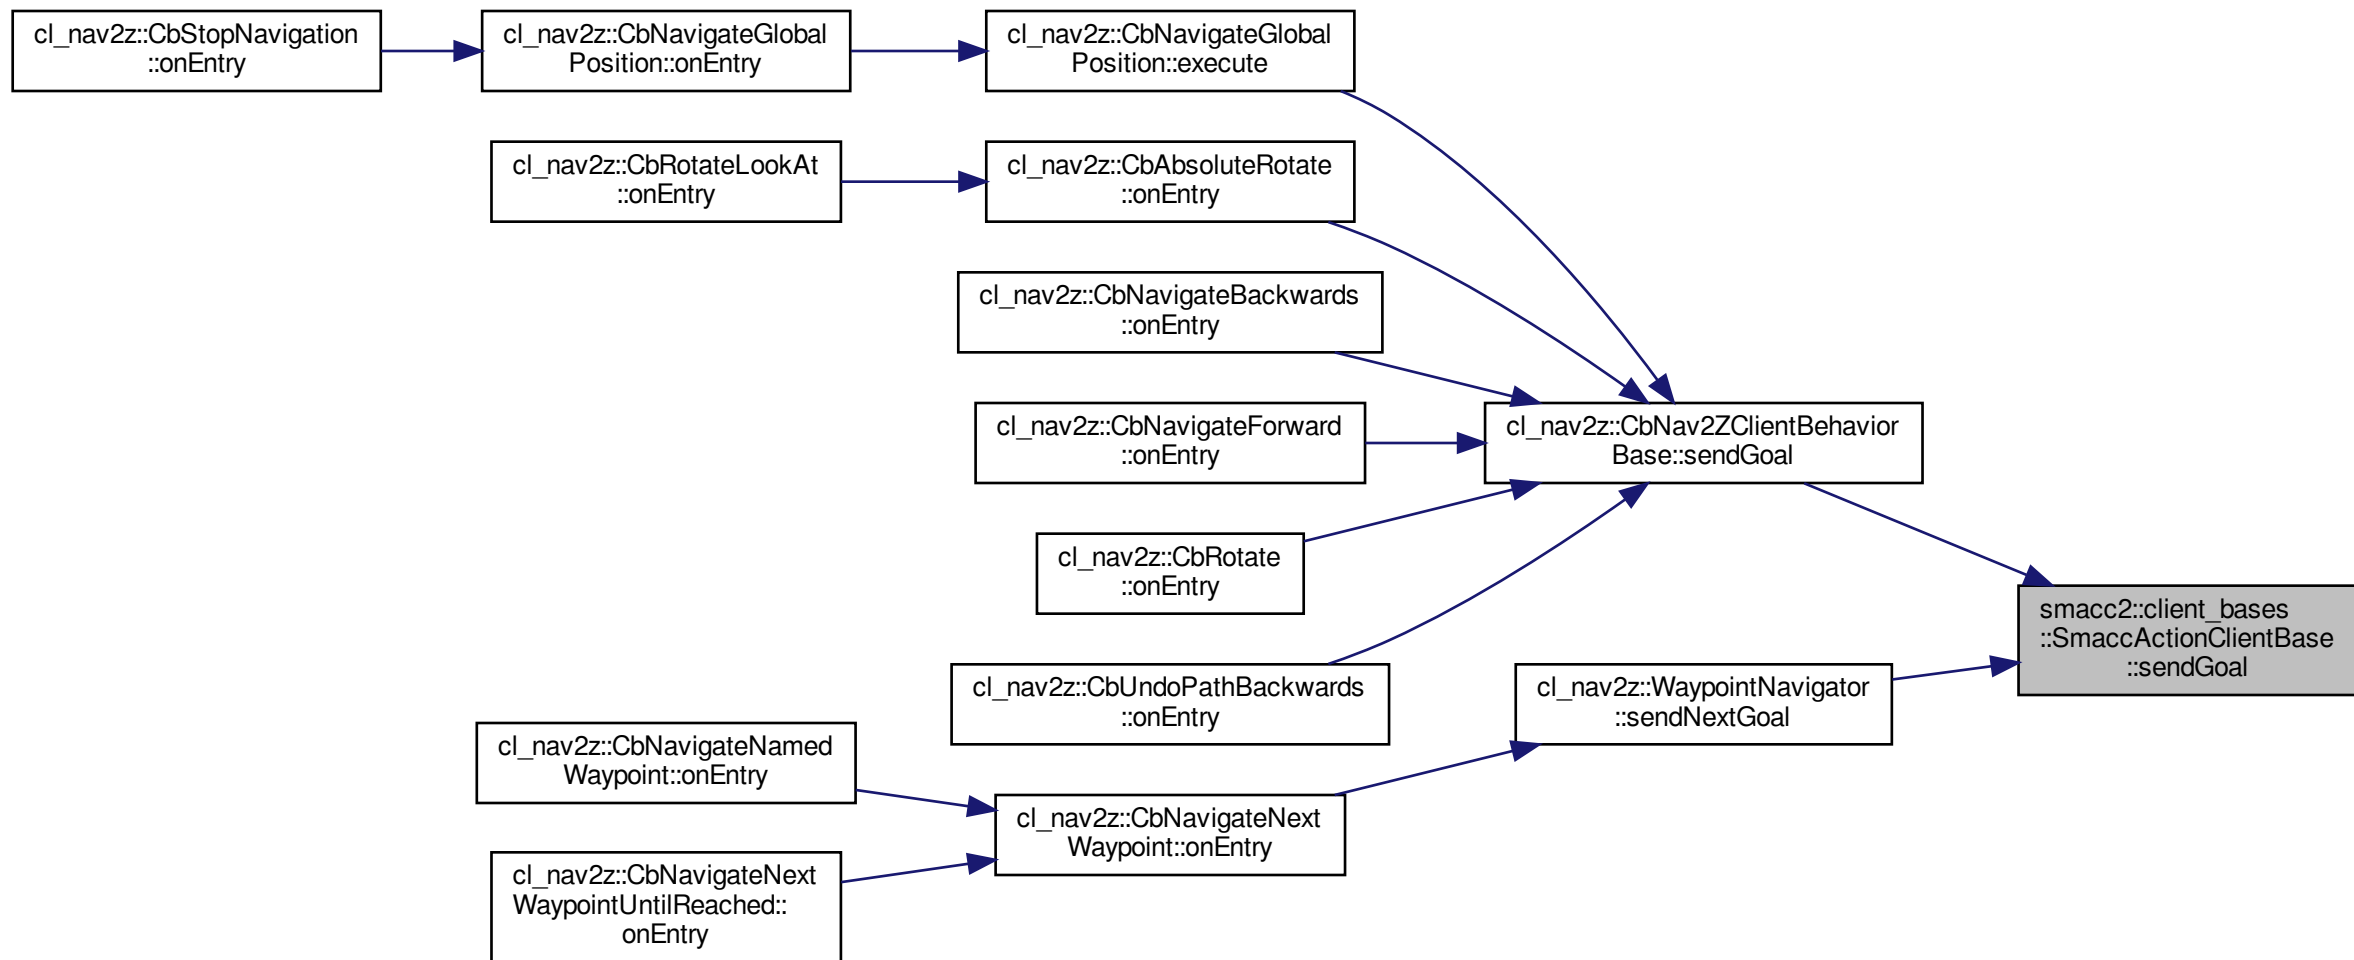 cl_nav2z::CbStopNavigation
::onEntry
cl_nav2z::CbNavigateGlobal
Position::onEntry
cl_nav2z::CbNavigateGlobal
Position::execute
cl_nav2z::CbRotateLookAt
::onEntry
cl_nav2z::CbAbsoluteRotate
::onEntry
cl_nav2z::CbNavigateBackwards
::onEntry
cl_nav2z::CbNavigateForward
::onEntry
cl_nav2z::CbNav2ZClientBehavior
Base::sendGoal
cl_nav2z::CbRotate
::onEntry
smacc2::client_bases
::SmaccActionClientBase
::sendGoal
cl_nav2z::CbUndoPathBackwards
::onEntry
cl_nav2z::WaypointNavigator
::sendNextGoal
cl_nav2z::CbNavigateNamed
Waypoint::onEntry
cl_nav2z::CbNavigateNext
Waypoint::onEntry
cl_nav2z::CbNavigateNext
WaypointUntilReached::
onEntry